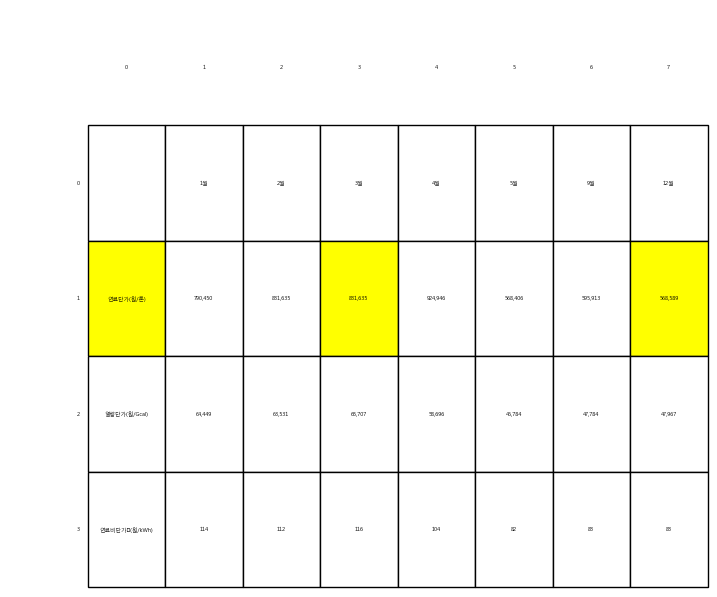 0 1 2 3 4 5 6 7
0 1월 2월 3월 4월 5월 9월 12월
1 연료단가(원/톤) 790,450 831,635 831,635 924,946 568,406 593,913 568,589
2 열량단가(원/Gcal) 64,449 63,531 65,707 58,696 46,784 47,784 47,967
3 연료비단가□(원/kWh) 114 112 116 104 82 83 83